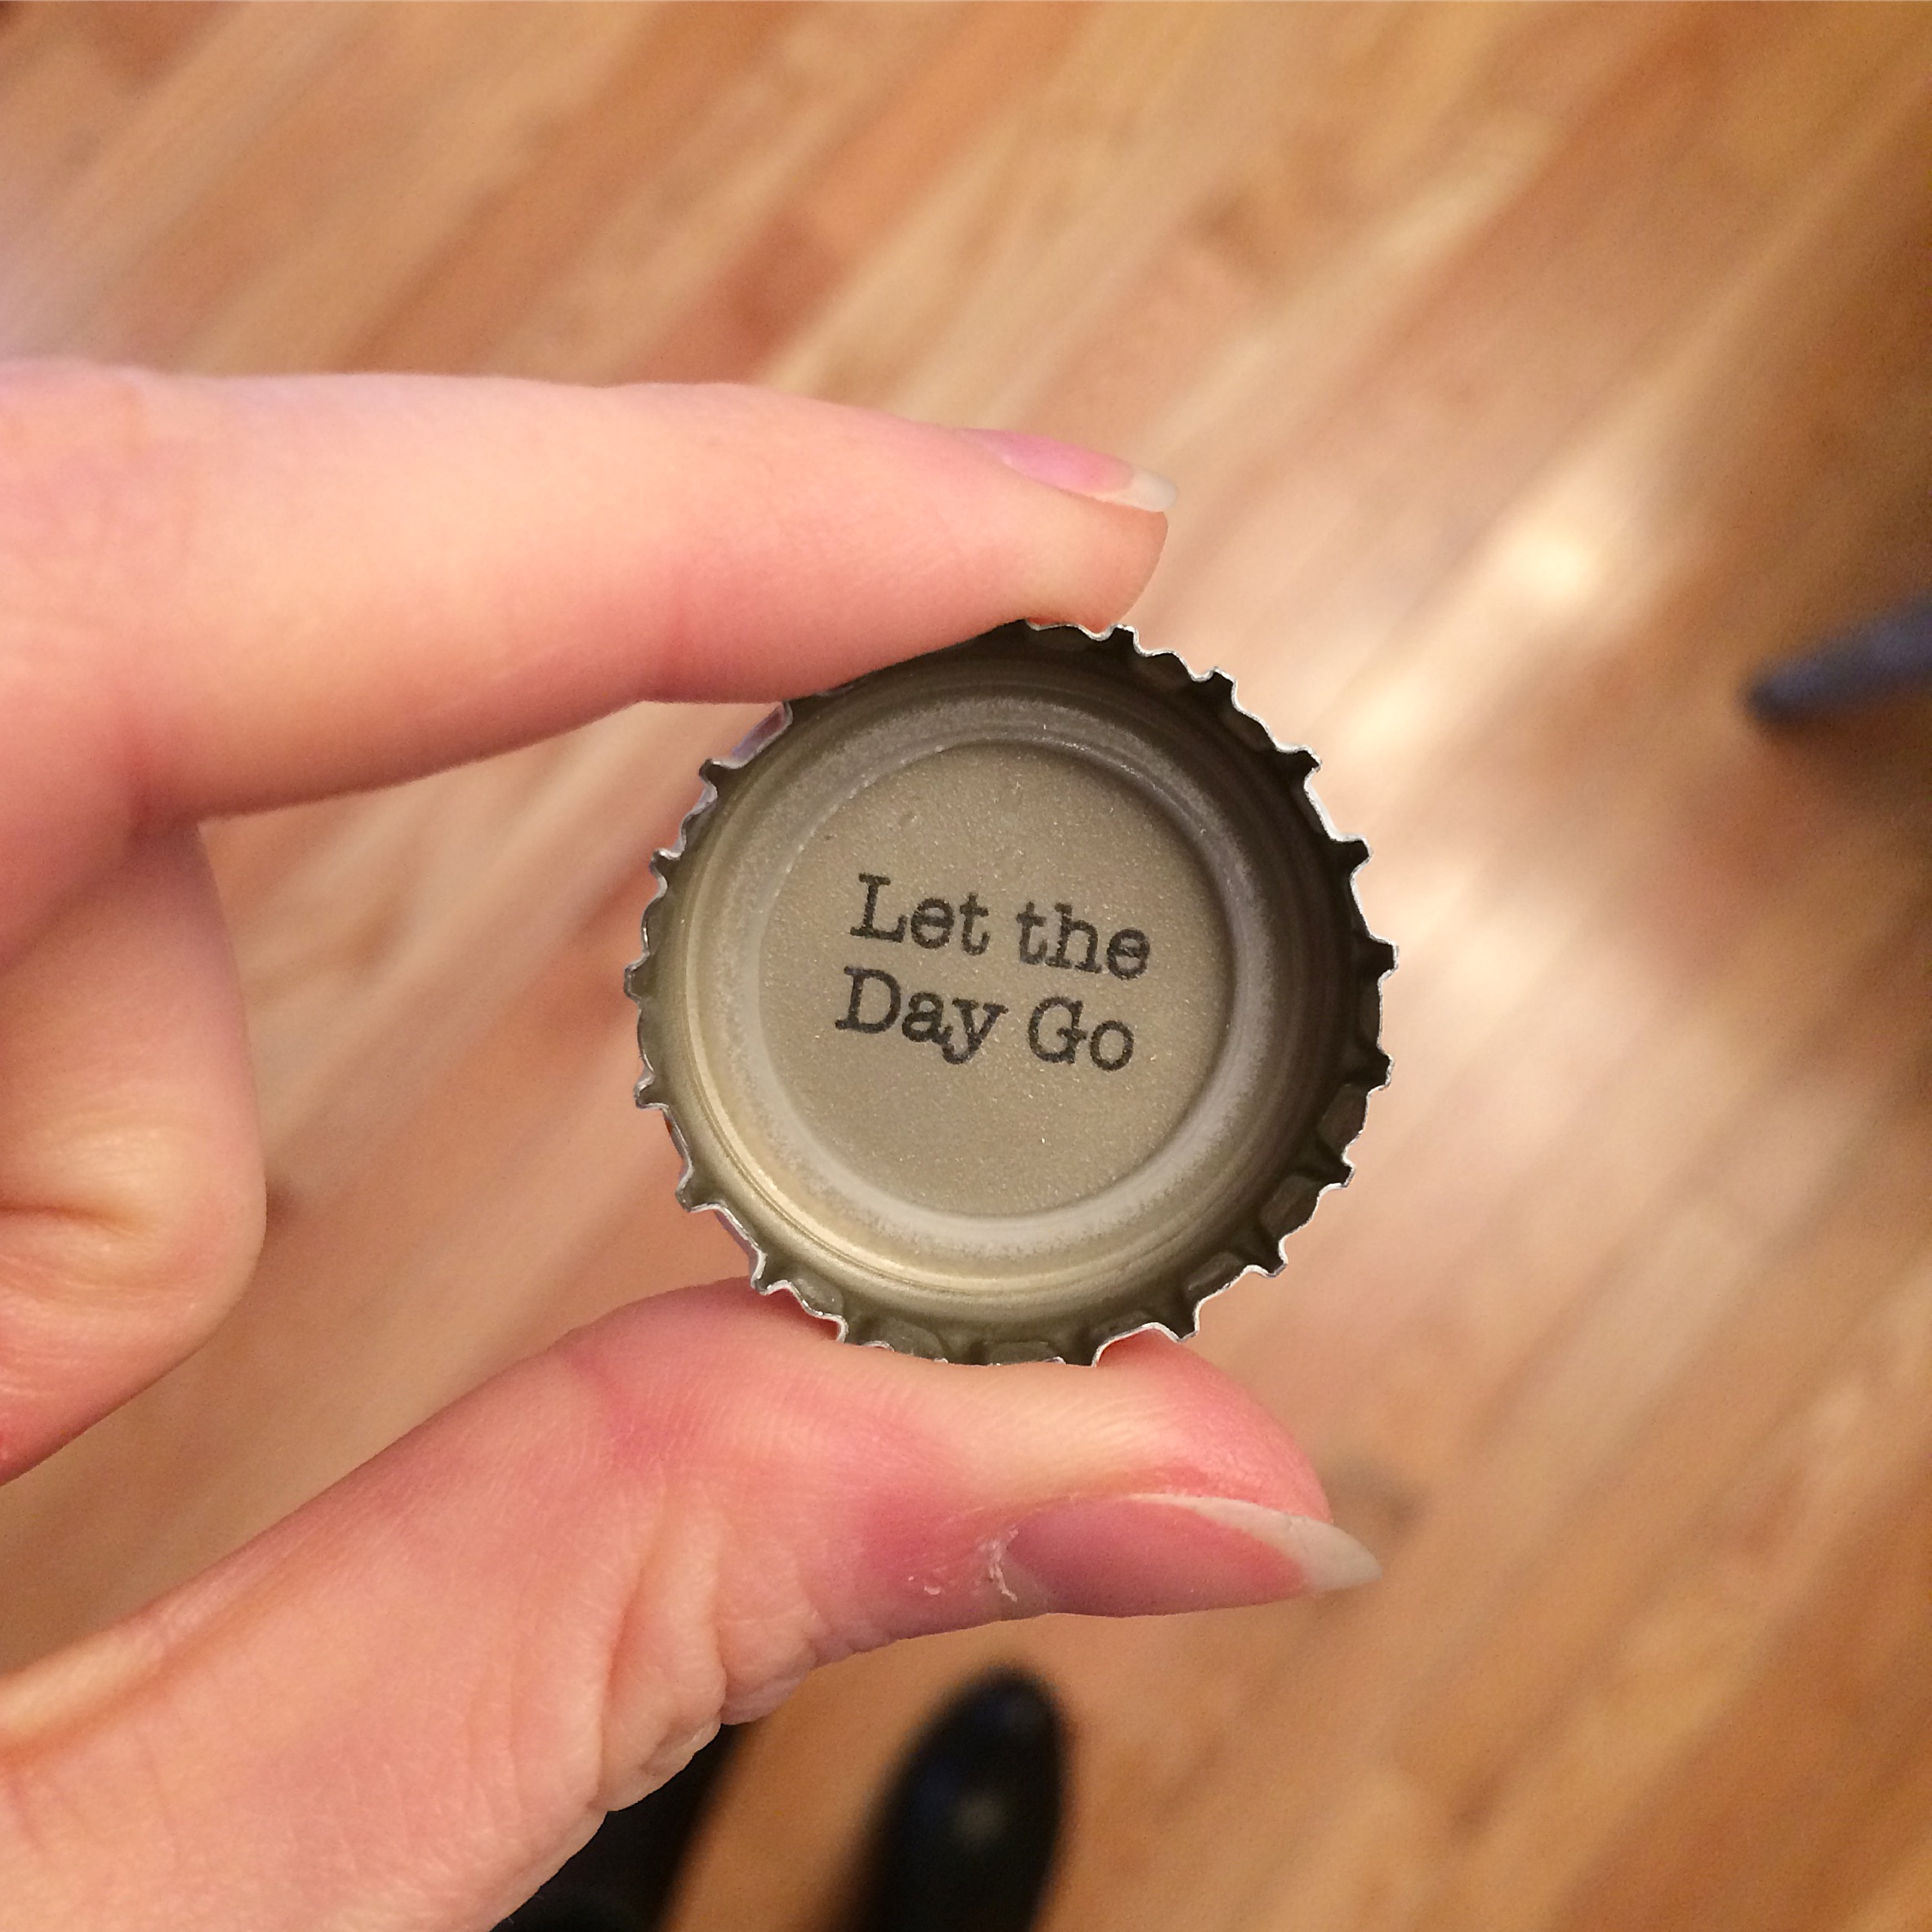 Let the
Day Go